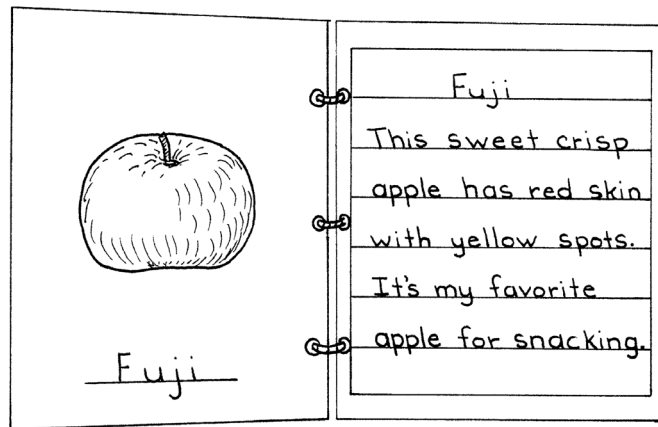 Fuji
Fuji
This sweet crisp
apple has red skin
with yellow spots.
It's my favorite
apple for snacking.